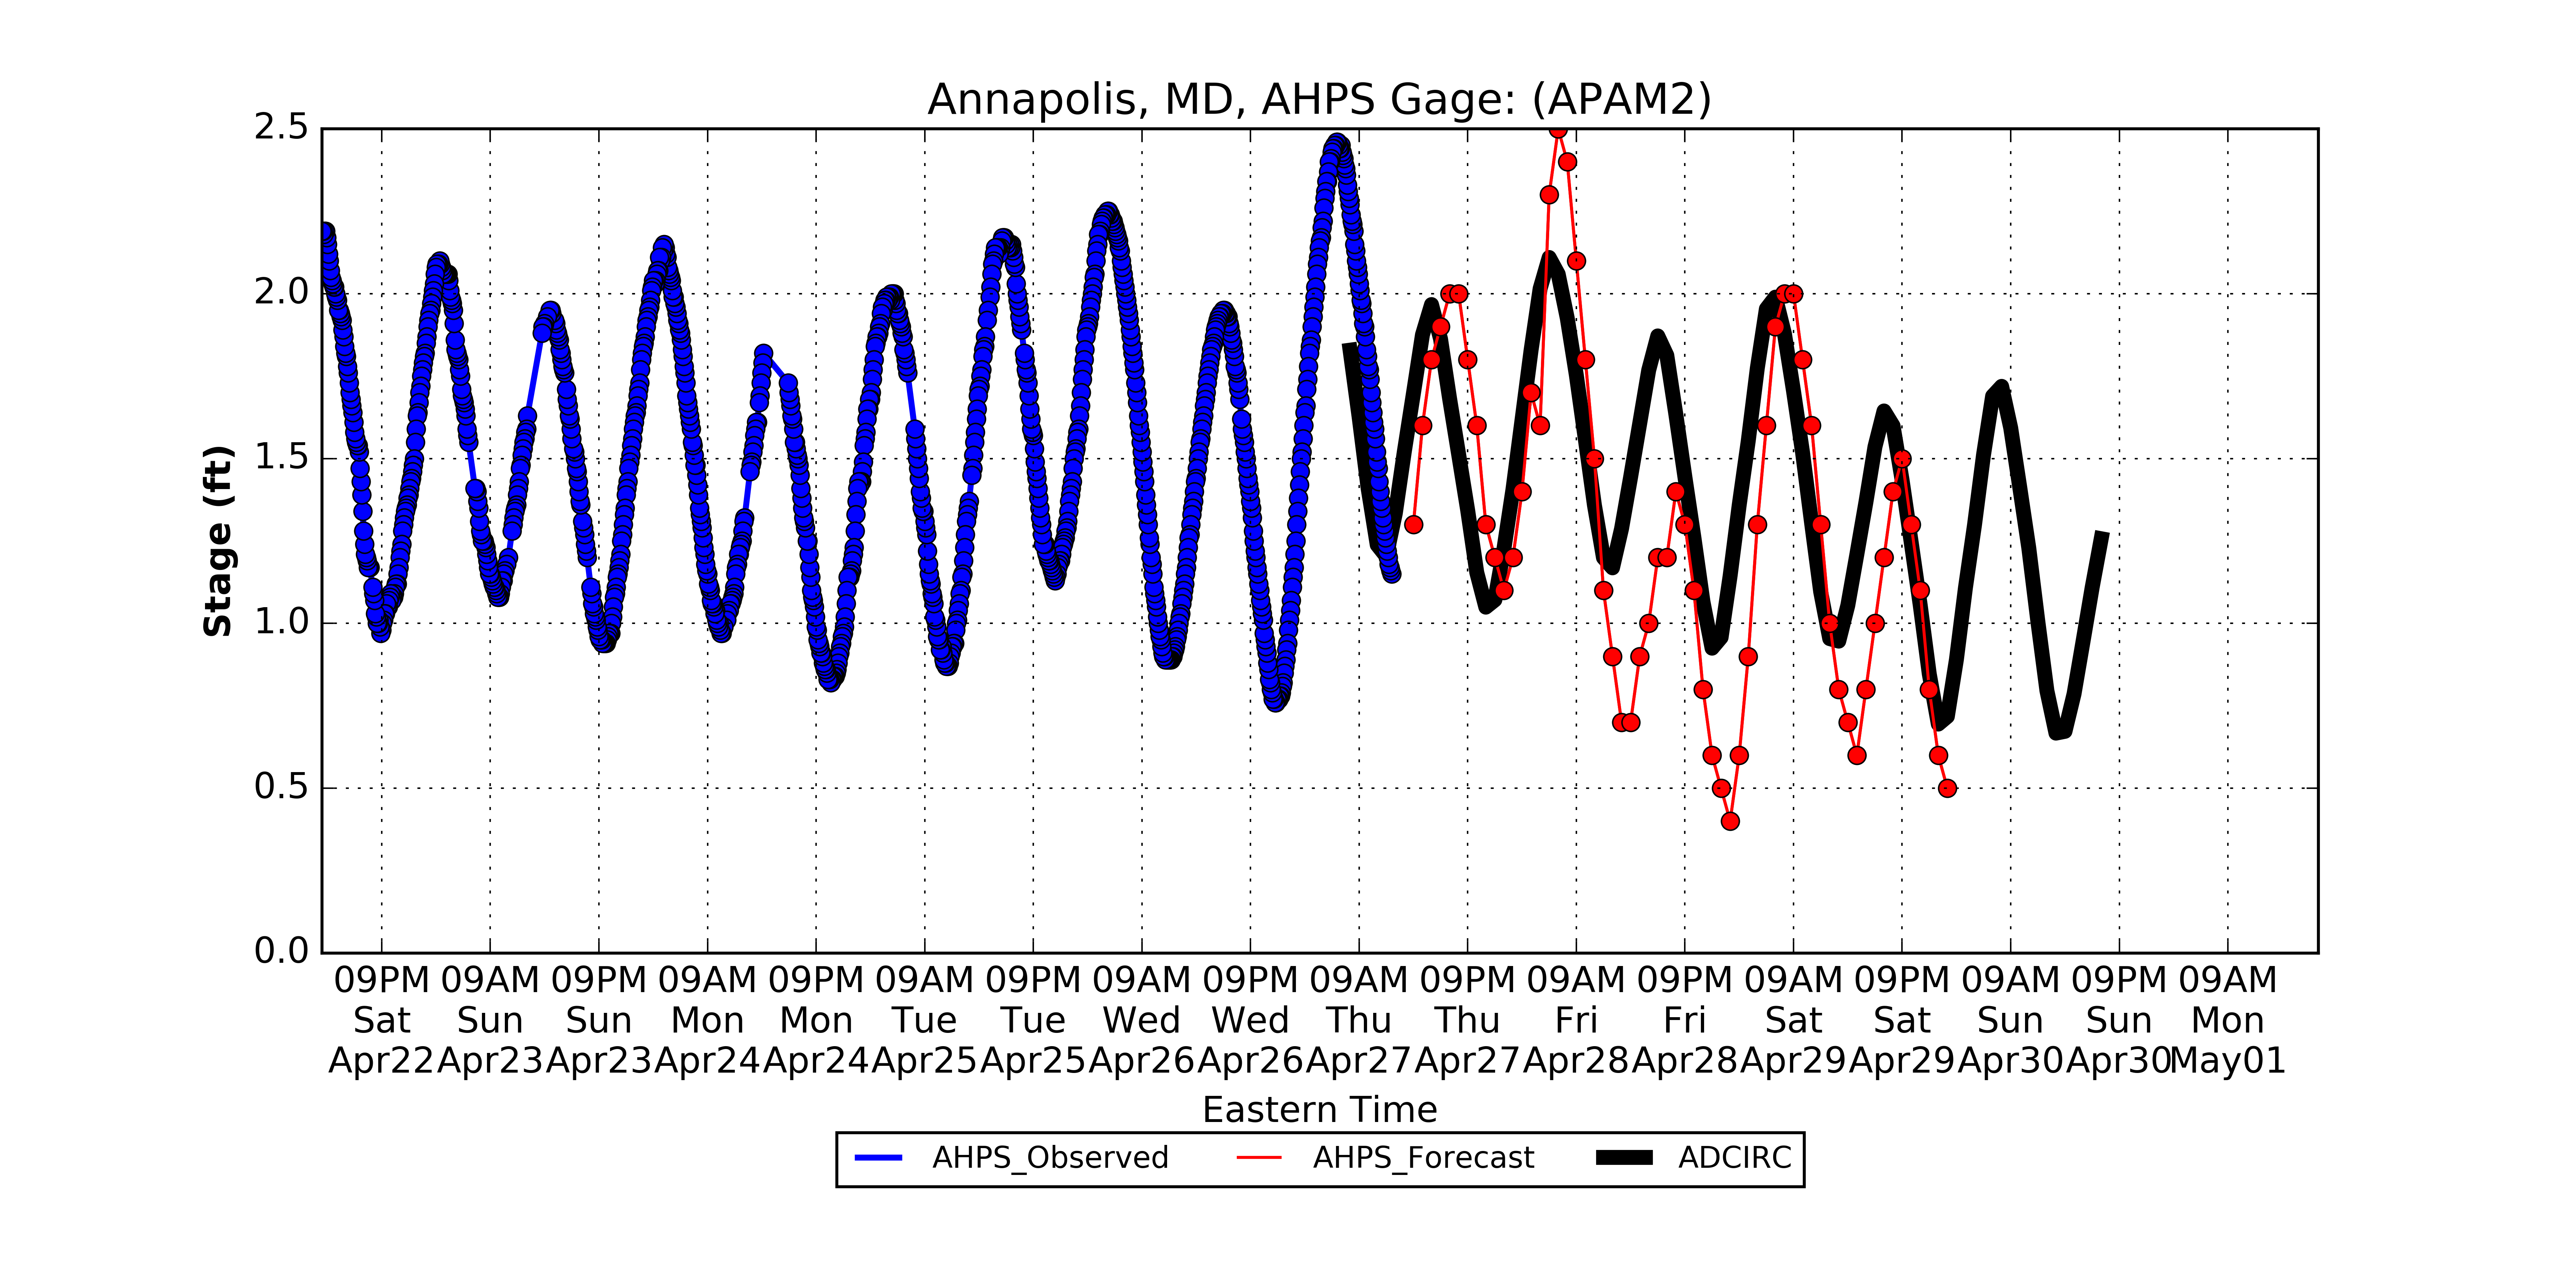 Annapolis, MD, AHPS Gage: (APAM2)
2.5
2.0
1.5
1.0
0.5
0.0
Stage (ft)
09PM 09AM 09PM 09AM 09PM 09AM 09PM 09AM 09PM 09AM 09PM 09AM 09PM 09AM 09PM 09AM 09PM 09AM
Sat Sun Sun Mon Mon Tue Tue Wed Wed Thu Thu Fri Fri Sat Sat Sun Sun Mon
Apr22 Apr23 Apr23 Apr24 Apr24 Apr25 Apr25 Apr26 Apr26 Apr27 Apr27 Apr28 Apr28 Apr29 Apr29 Apr30 Apr30 May01
Eastern Time
AHPS_Observed AHPS_Forecast ADCIRC